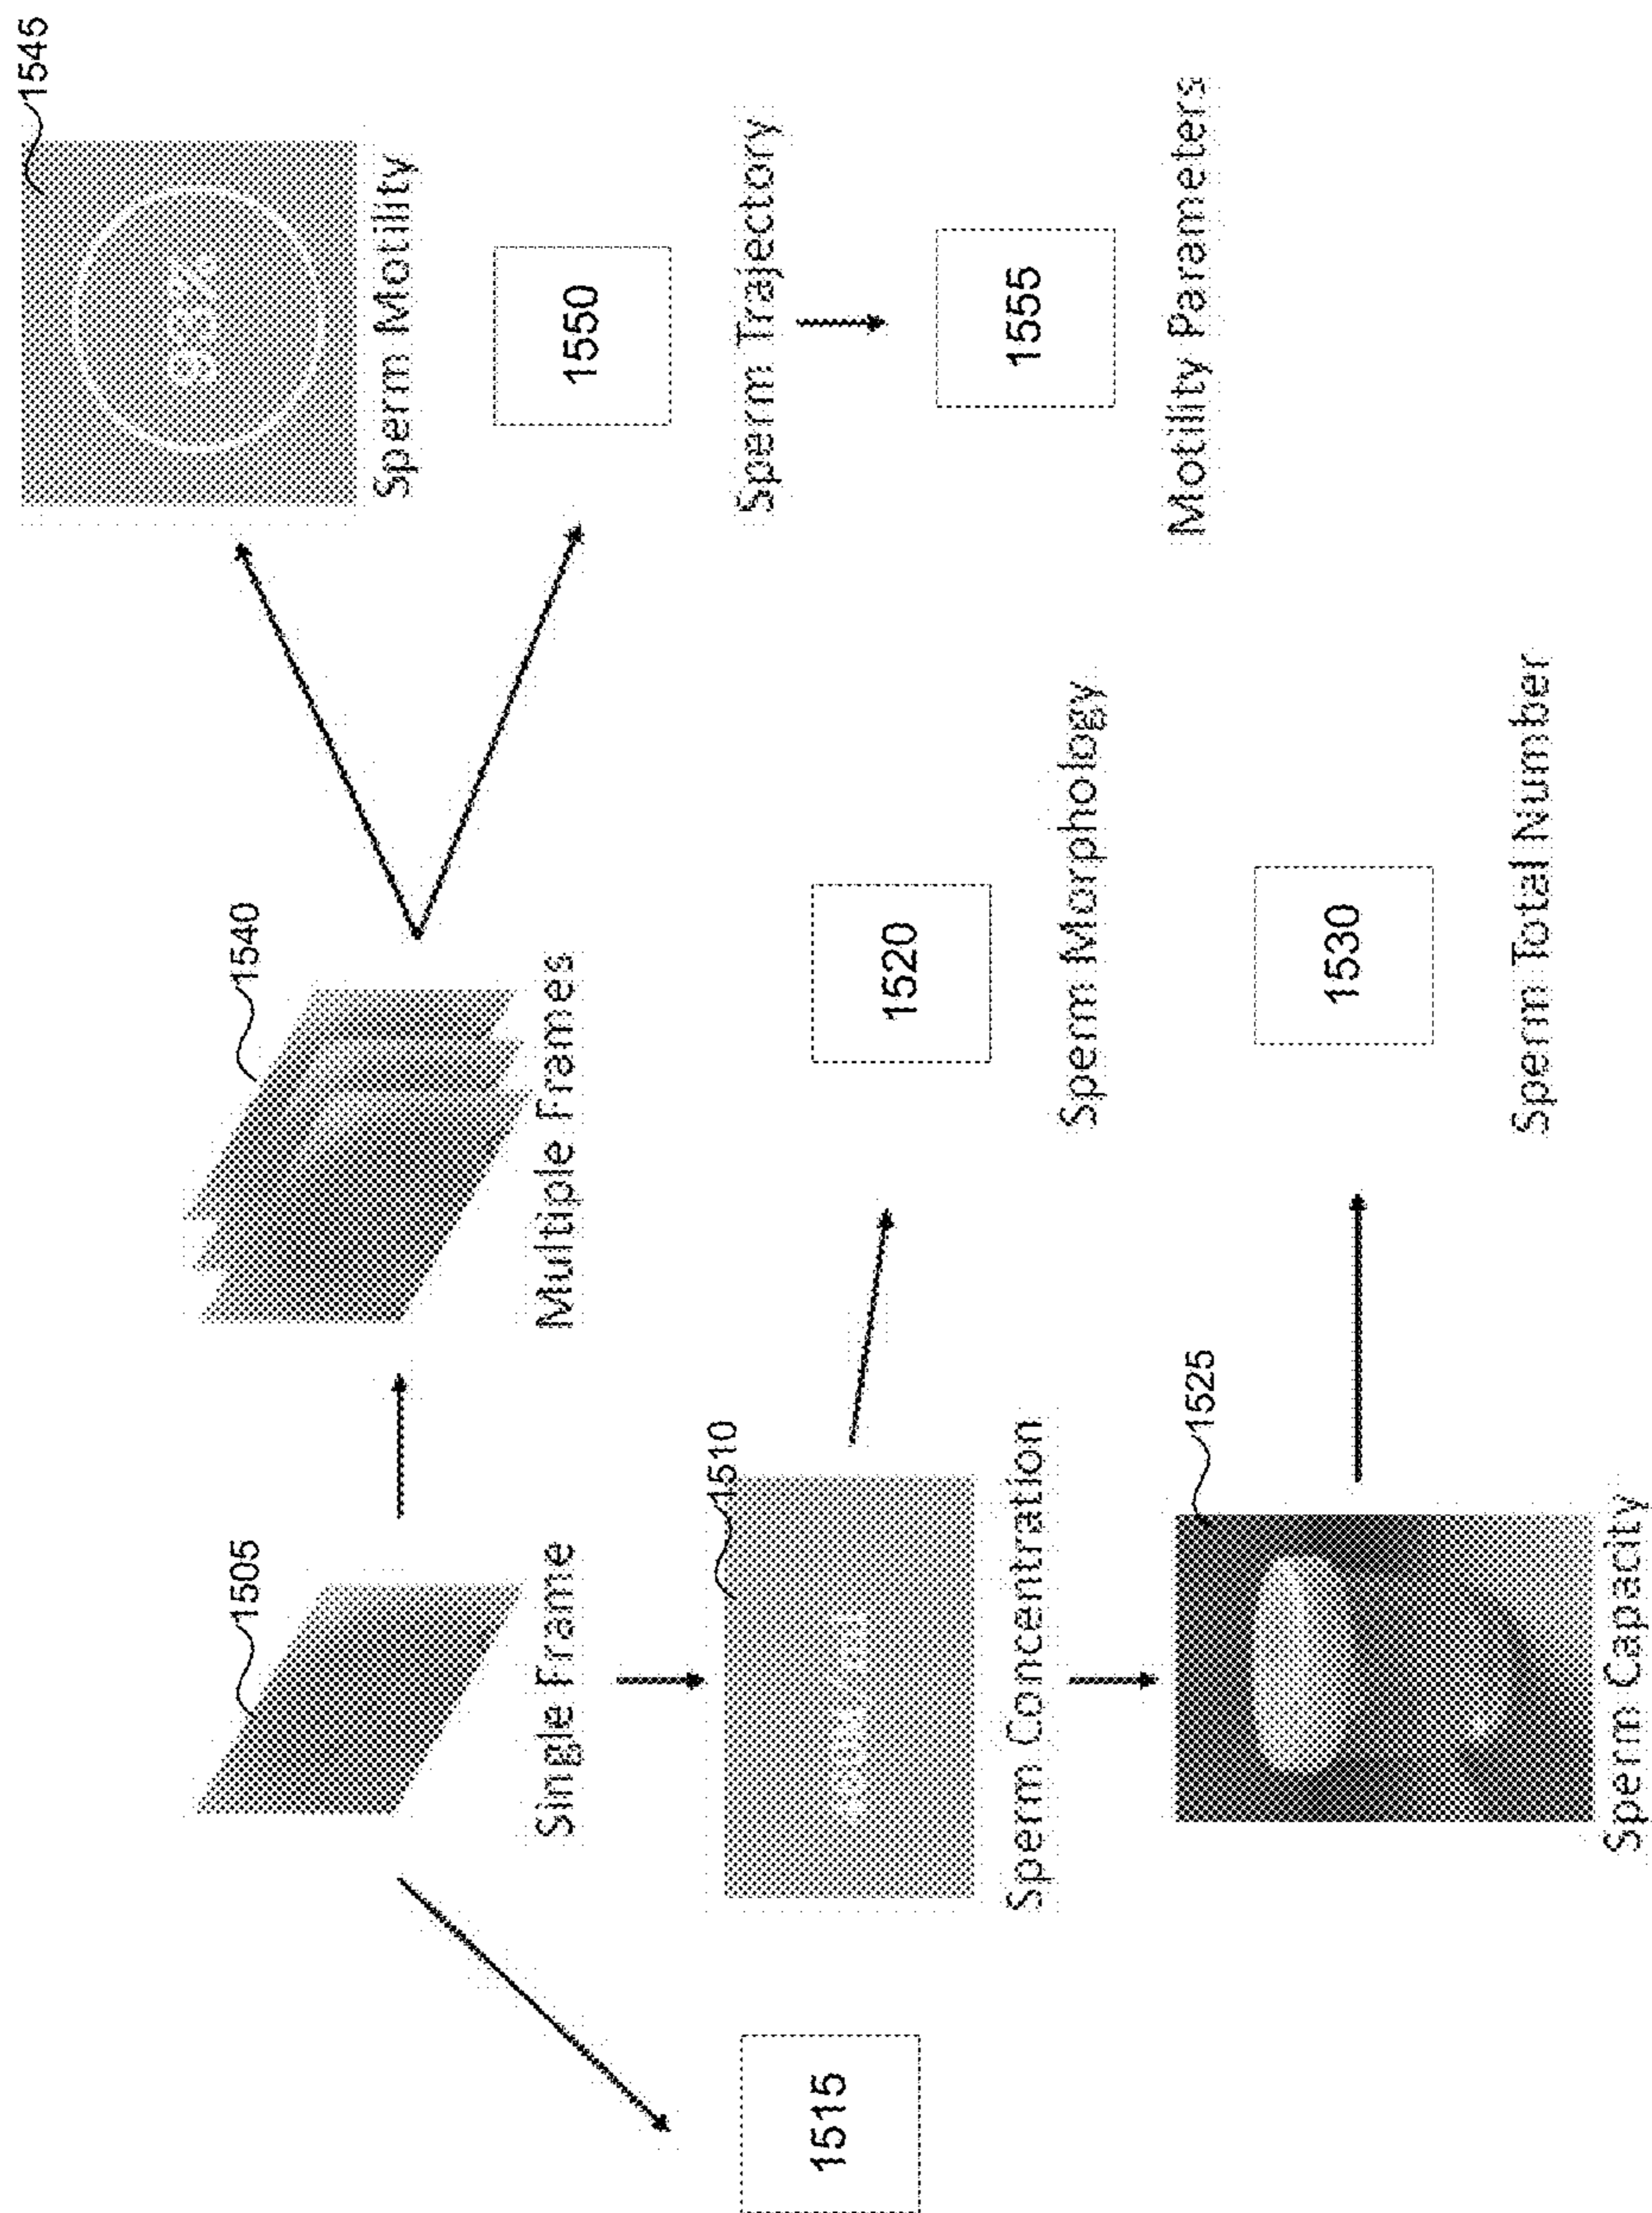 1505
Single Frame
1540
Multiple Frames
1545
Sperm Motility
1550
Sperm Trajectory
1555
Motility Parameters
1515
1510
Sperm Concentration
1520
Sperm Morphology
1525
Sperm Capacity
1530
Sperm Total Number